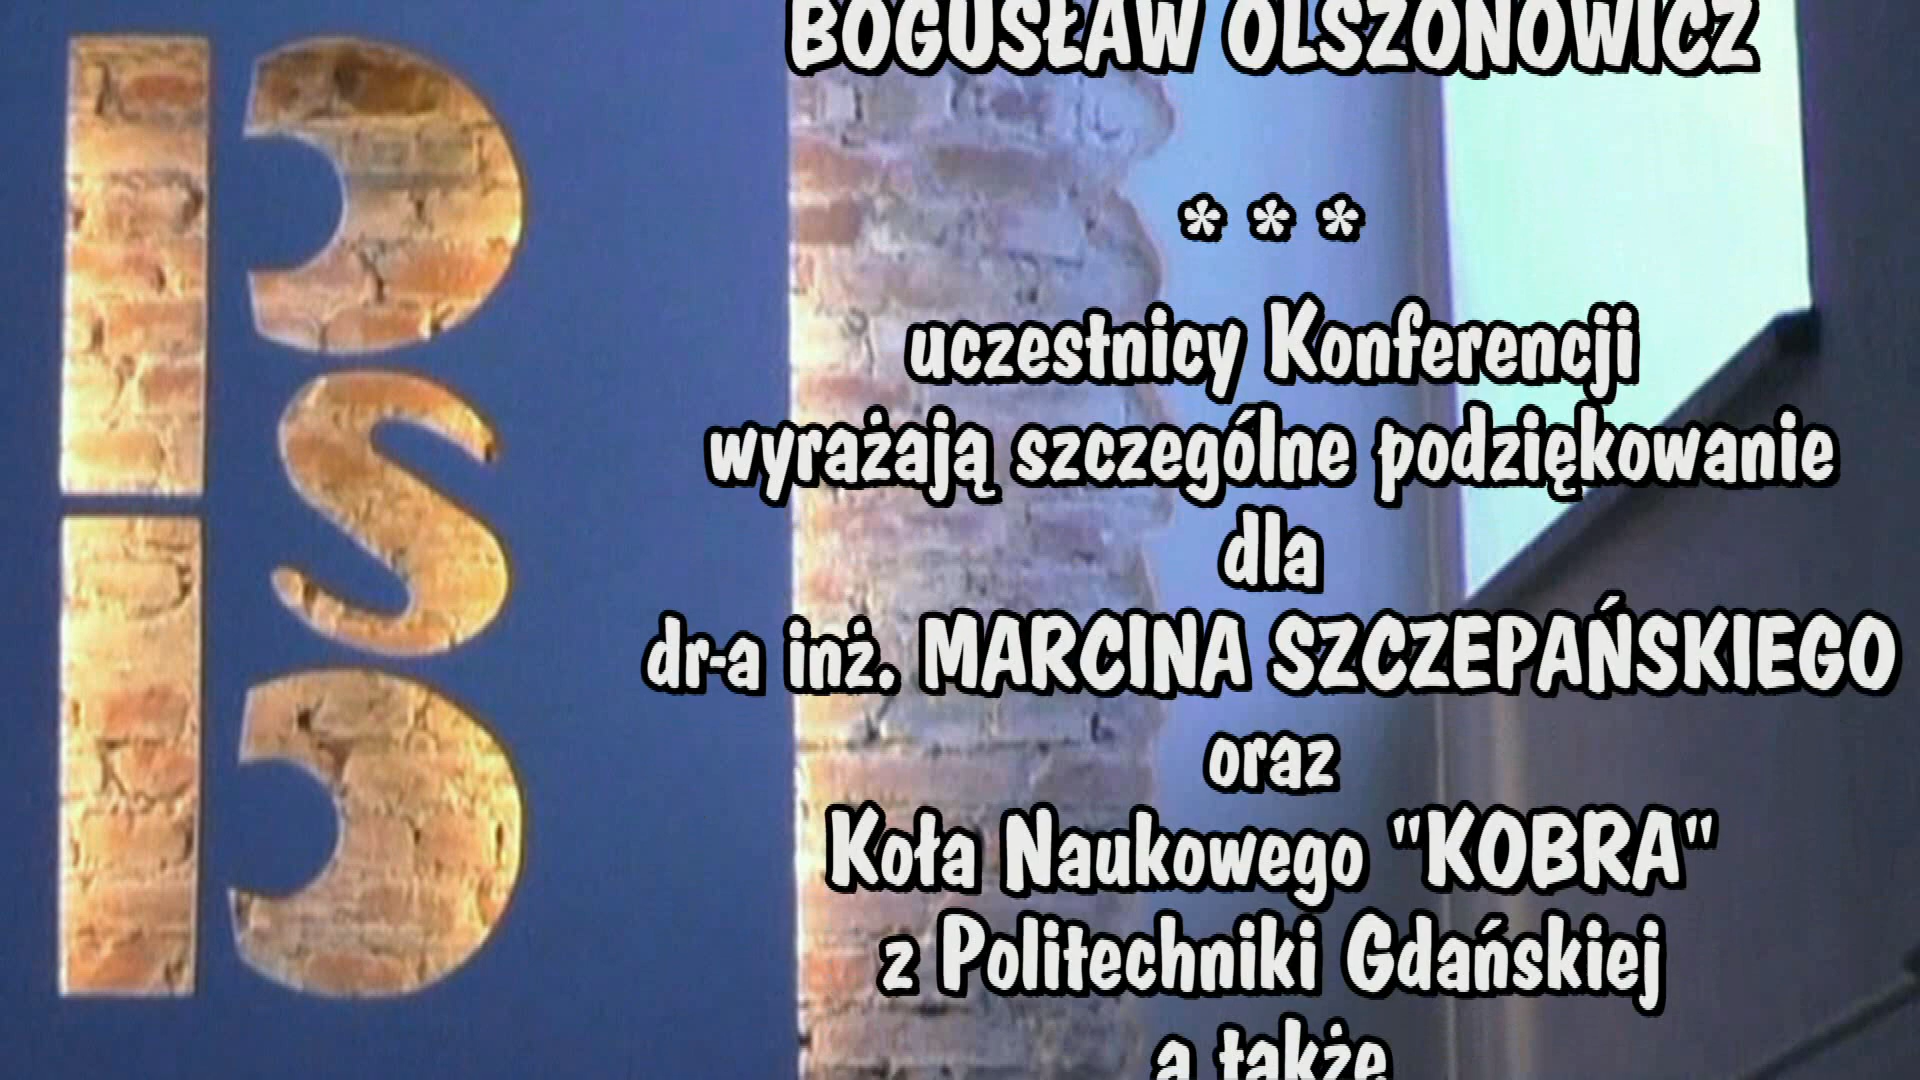 BOGUSŁAW OLSZONOWICZ
* * *
uczestnicy Konferencji
wyrażają szczególne podziękowanie
dla
dr-a inż. MARCINA SZCZEPAŃSKIEGO
oraz
Koła Naukowego "KOBRA"
z Politechniki Gdańskiej
a także